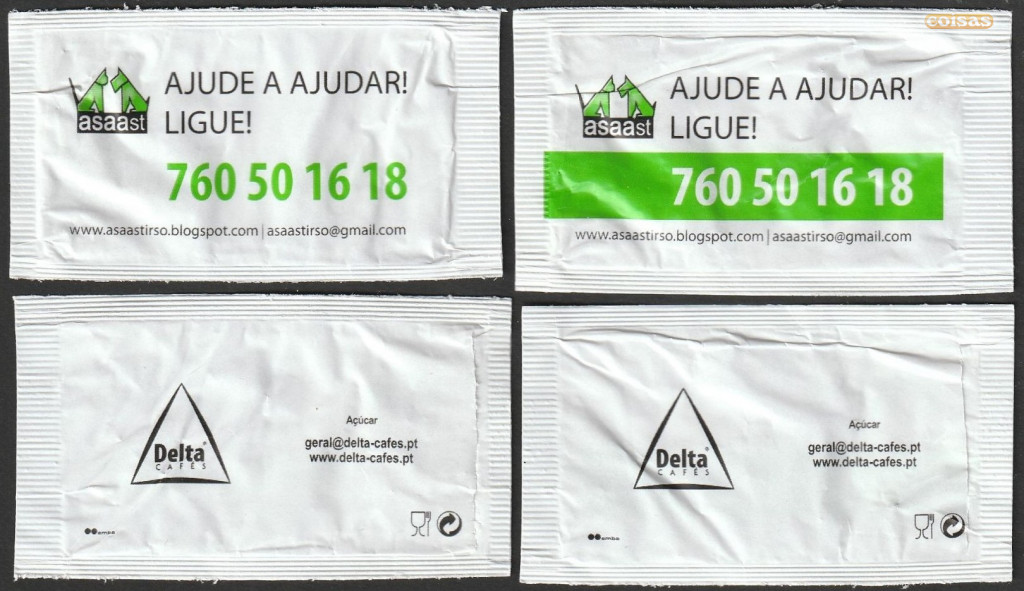 coisas
AJUDE A AJUDAR!
LIGUE!
asaast
760 50 16 18
www.asaastirso.blogspot.com | asaastirso@gmail.com
AJUDE A AJUDAR!
LIGUE!
asaast
760 50 16 18
www.asaastirso.blogspot.com | asaastirso@gmail.com
Açúcar
geral@delta-cafes.pt
www.delta-cafes.pt
Delta®
CAFÉS
Açúcar
geral@delta-cafes.pt
www.delta-cafes.pt
Delta®
CAFÉS